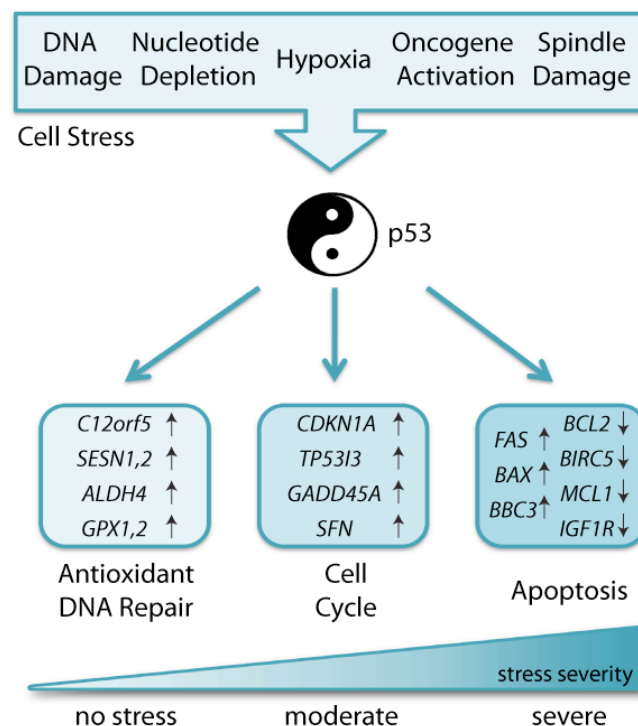 DNA Damage
Nucleotide Depletion
Hypoxia
Oncogene Activation
Spindle Damage
Cell Stress
p53
C12orf5 ↑
SESN1,2 ↑
ALDH4 ↑
GPX1,2 ↑
Antioxidant
DNA Repair
CDKN1A ↑
TP53I3 ↑
GADD45A ↑
SFN ↑
Cell
Cycle
FAS ↑
BAX ↑
BBC3 ↑
BCL2 ↓
BIRC5 ↓
MCL1 ↓
IGF1R ↓
Apoptosis
stress severity
no stress
moderate
severe